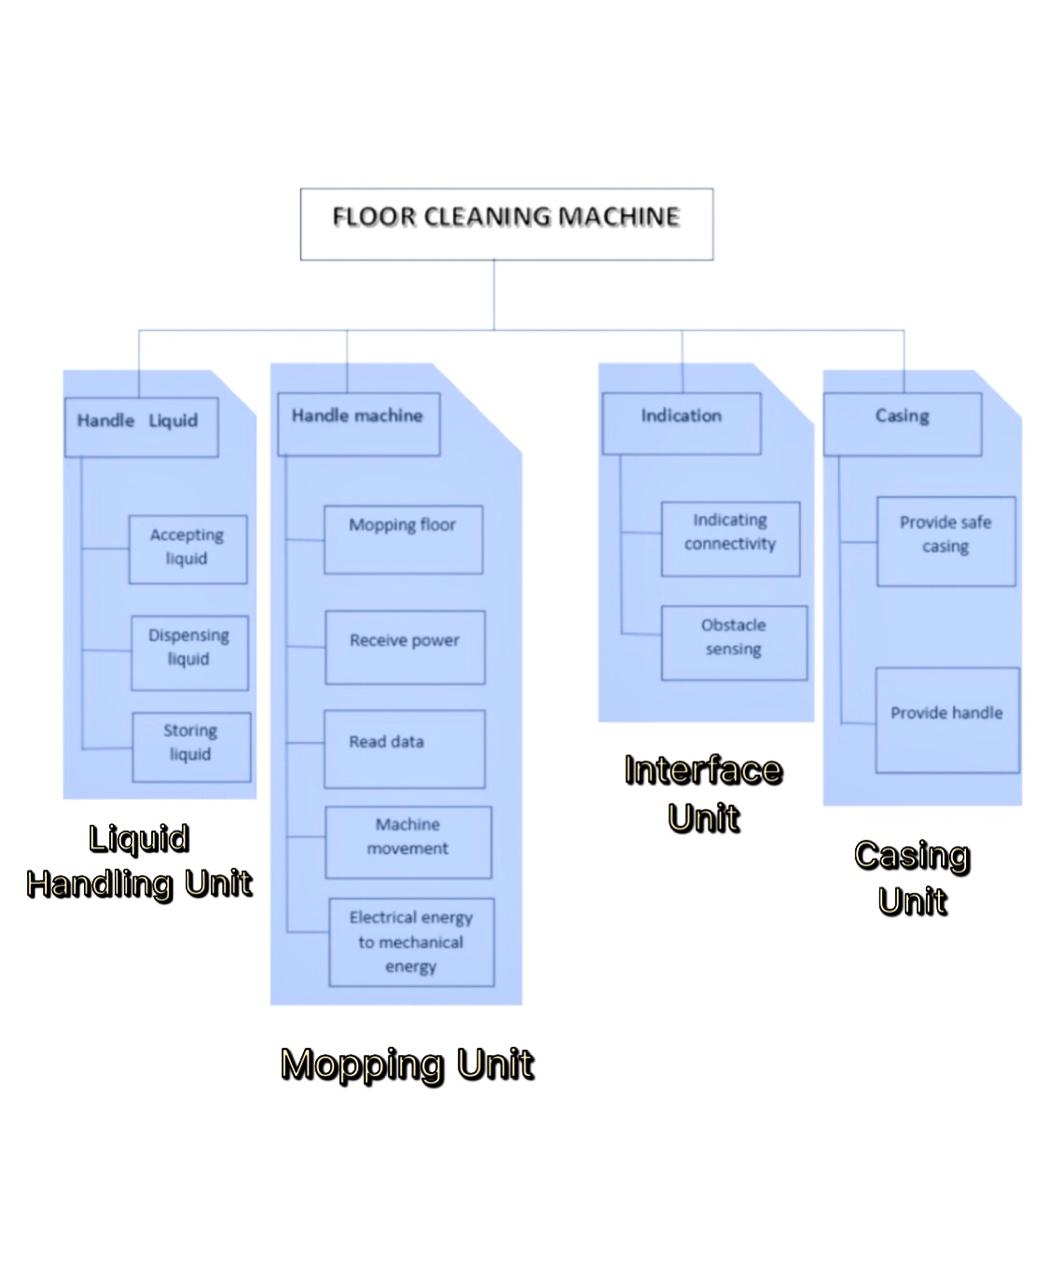 FLOOR CLEANING MACHINE
Handle Liquid
Accepting
liquid
Dispensing
liquid
Storing
liquid
Liquid
Handling Unit
Handle machine
Mopping floor
Receive power
Read data
Machine
movement
Electrical energy
to mechanical
energy
Mopping Unit
Indication
Indicating
connectivity
Obstacle
sensing
Interface
Unit
Casing
Provide safe
casing
Provide handle
Casing
Unit